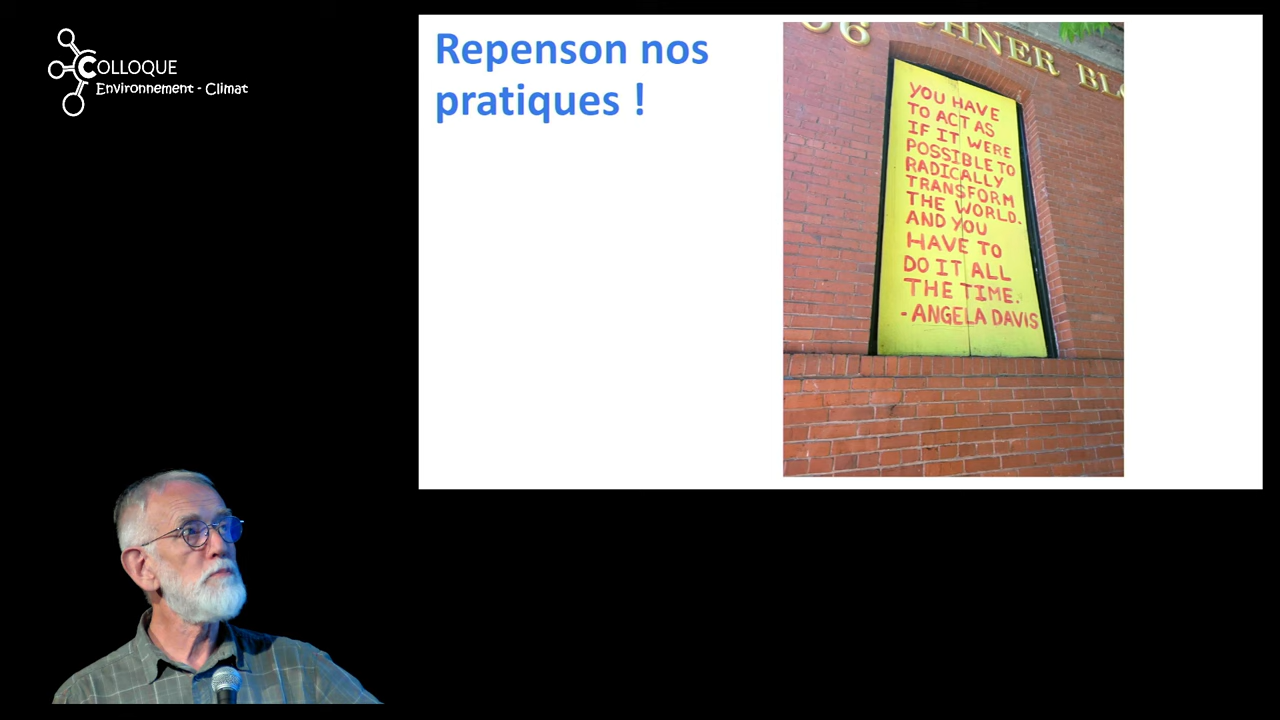 COLLOQUE
Environnement - Climat
Repenson nos
pratiques !
YOU HAVE
TO ACT AS
IF IT WERE
POSSIBLE TO
RADICALLY
TRANSFORM
THE WORLD.
AND YOU
HAVE TO
DO IT ALL
THE TIME.
- ANGELA DAVIS